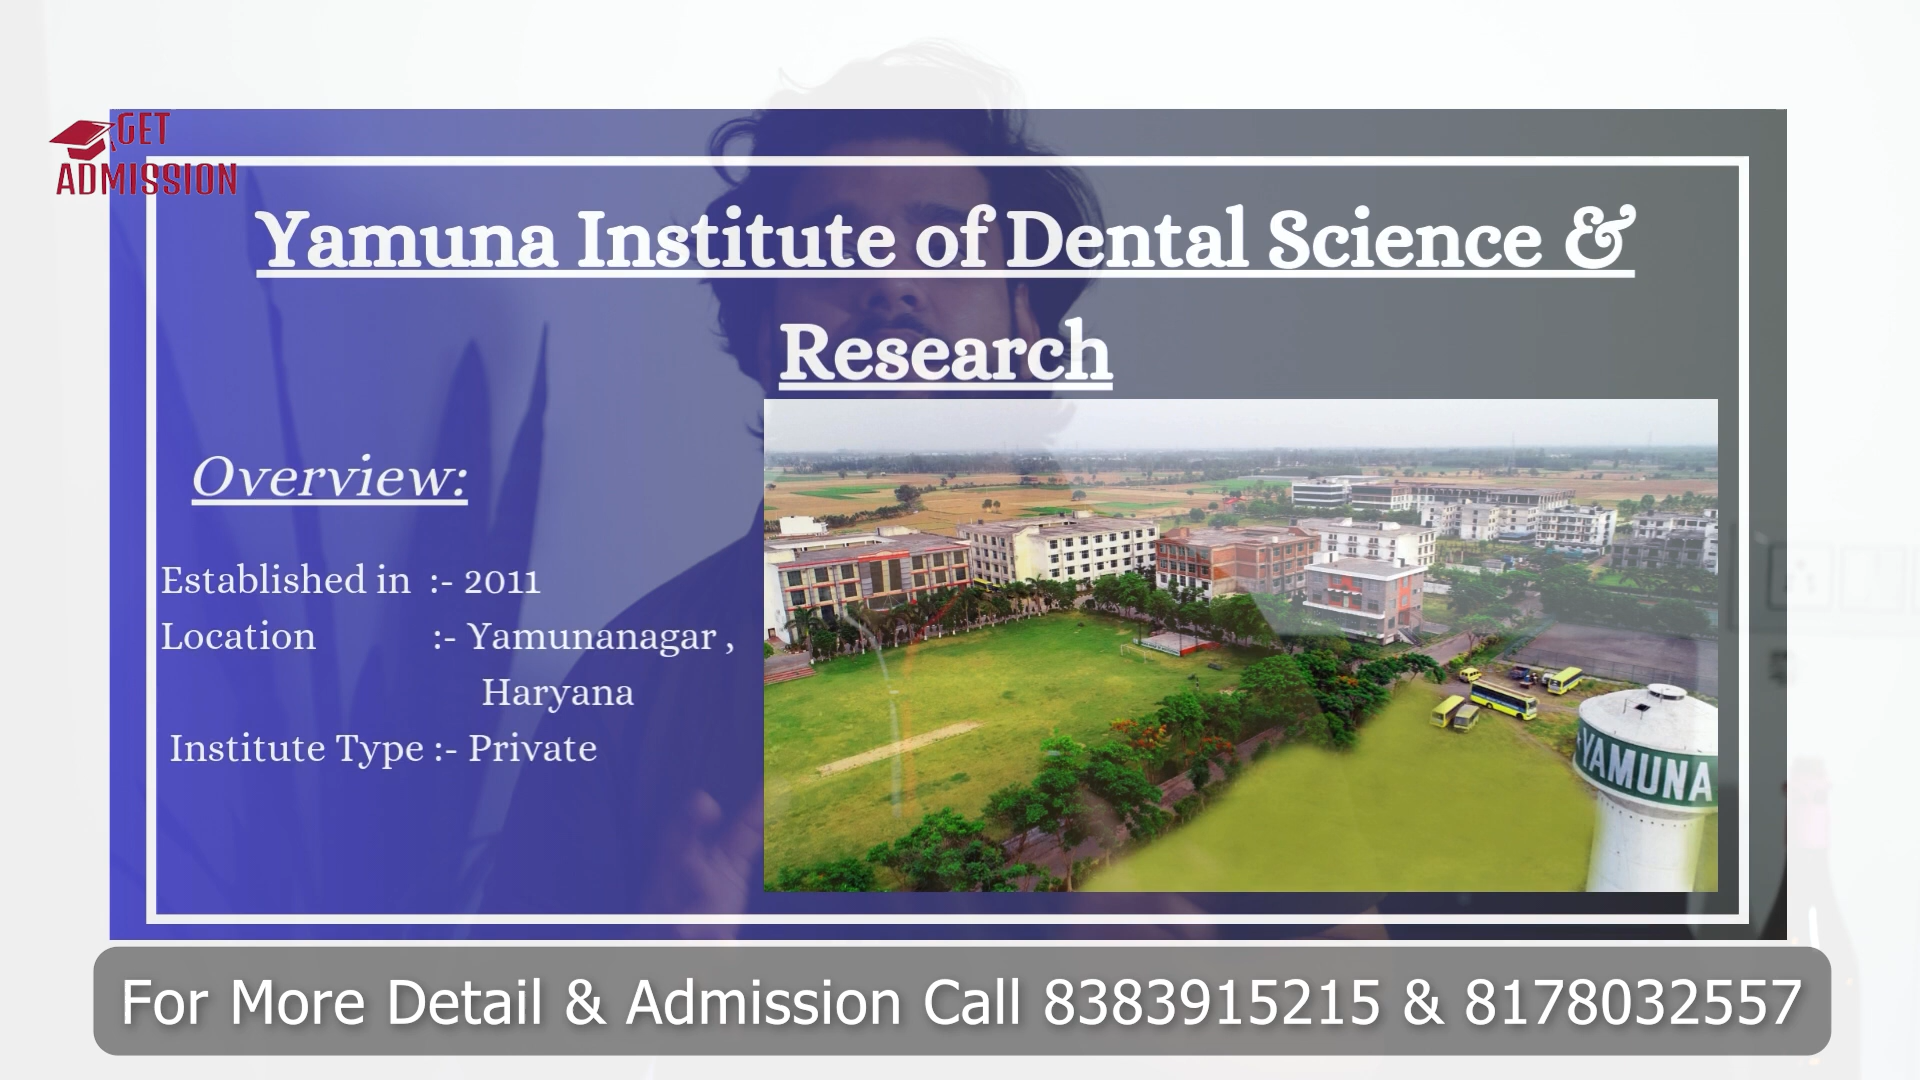 GET
ADMISSION
Yamuna Institute of Dental Science &
Research
Overview:
Established in :- 2011
Location :- Yamunanagar ,
Haryana
Institute Type :- Private
YAMUNA
For More Detail & Admission Call 8383915215 & 8178032557